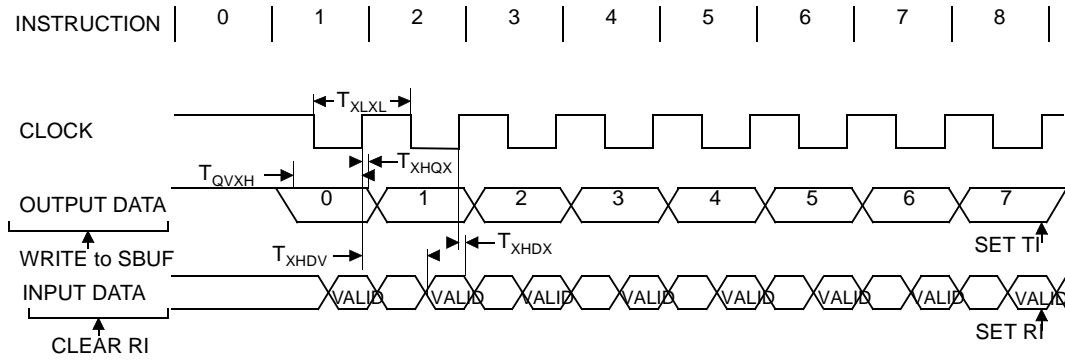 INSTRUCTION 0 1 2 3 4 5 6 7 8
T_XLXL
CLOCK
T_XHQX
T_QVXH
OUTPUT DATA 0 1 2 3 4 5 6 7
T_XHDV T_XHDX SET TI
WRITE to SBUF
INPUT DATA VALID VALID VALID VALID VALID VALID VALID VALID
SET RI
CLEAR RI